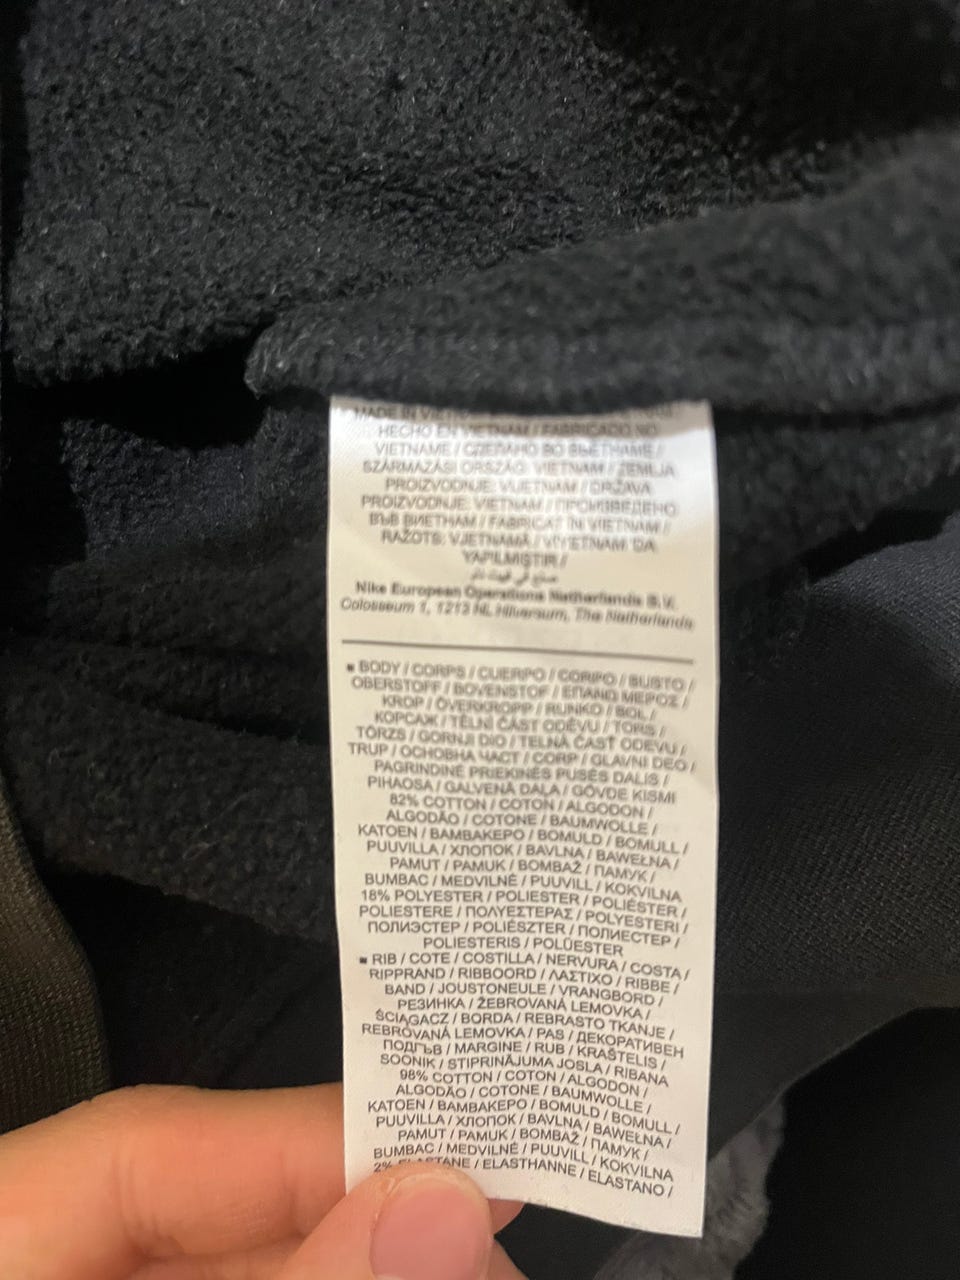 MADE IN VIETNAM
HECHO EN VIETNAM / FABRICADO NO
VIETNAME / СДЕЛАНО ВО ВЬЕТНАМЕ /
SZÁRMAZÁSI ORSZÁG: VIETNAM / ZEMLJA
PROIZVODNJE: VIJETNAM / DRŽAVA
PROIZVODNJE: VIETNAM / ПРОИЗВЕДЕНО
ВЪВ ВИЕТНАМ / FABRICAT IN VIETNAM /
RAŽOTS: VJETNAMĀ / VIYETNAM'DA
YAPILMIŞTIR /
صنع في فيتنام
Nike European Operations Netherlands B.V.
Colosseum 1, 1213 NL Hilversum, The Netherlands
▪ BODY / CORPS / CUERPO / CORPO / BUSTO /
OBERSTOFF / BOVENSTOF / ΕΠΑΝΩ ΜΕΡΟΣ /
KROP / ÖVERKROPP / RUNKO / BOL /
КОРСАЖ / TĚLNÍ ČÁST ODĚVU / TORS /
TÖRZS / GORNJI DIO / TELNÁ ČASŤ ODEVU /
TRUP / ОСНОВНА ЧАСТ / CORP / GLAVNI DEO /
PAGRINDINĖ PRIEKINĖS PUSĖS DALIS /
PIHAOSA / GALVENĀ DAĻA / GÖVDE KISMI
82% COTTON / COTON / ALGODON /
ALGODÃO / COTONE / BAUMWOLLE /
KATOEN / ΒΑΜΒΑΚΕΡΟ / BOMULD / BOMULL /
PUUVILLA / ХЛОПОК / BAVLNA / BAWEŁNA /
PAMUT / PAMUK / BOMBAŽ / ПАМУК /
BUMBAC / MEDVILNĖ / PUUVILL / KOKVILNA
18% POLYESTER / POLIESTER / POLIÉSTER /
POLIESTERE / ΠΟΛΥΕΣΤΕΡΑΣ / POLYESTERI /
ПОЛИЭСТЕР / POLIÉSZTER / ПОЛИЕСТЕР /
POLIESTERIS / POLÜESTER
▪ RIB / COTE / COSTILLA / NERVURA / COSTA /
RIPPRAND / RIBBOORD / ΛΑΣΤΙΧΟ / RIBBE /
BAND / JOUSTONEULE / VRANGBORD /
РЕЗИНКА / ŽEBROVANÁ LEMOVKA /
ŚCIĄGACZ / BORDA / REBRASTO TKANJE /
REBROVANÁ LEMOVKA / PAS / ДЕКОРАТИВЕН
ПОДГЪВ / MARGINE / RUB / KRAŠTELIS /
SOONIK / STIPRINĀJUMA JOSLA / RIBANA
98% COTTON / COTON / ALGODON /
ALGODÃO / COTONE / BAUMWOLLE /
KATOEN / ΒΑΜΒΑΚΕΡΟ / BOMULD / BOMULL /
PUUVILLA / ХЛОПОК / BAVLNA / BAWEŁNA /
PAMUT / PAMUK / BOMBAŽ / ПАМУК /
BUMBAC / MEDVILNĖ / PUUVILL / KOKVILNA
2% ELASTANE / ELASTHANNE / ELASTANO /